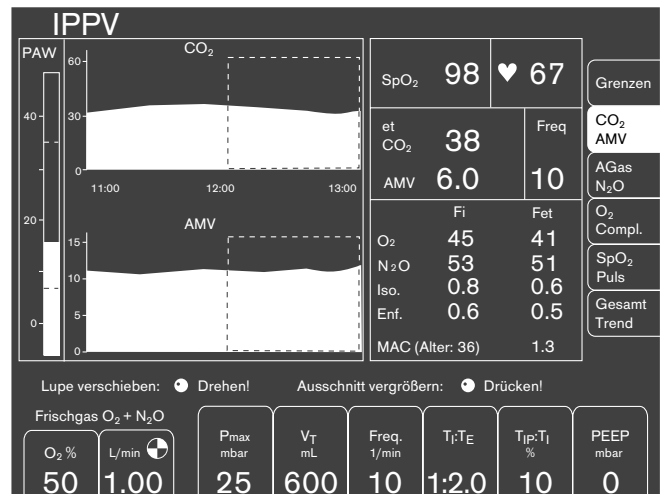 IPPV
PAW
40
20
0
CO₂
60
30
0
11:00 12:00 13:00
AMV
15
10
5
0
SpO₂ 98 ♥ 67
et CO₂ 38 Freq
AMV 6.0 10
Fi Fet
O₂ 45 41
N₂O 53 51
Iso. 0.8 0.6
Enf. 0.6 0.5
MAC (Alter: 36) 1.3
Grenzen
CO₂
AMV
AGas
N₂O
O₂
Compl.
SpO₂
Puls
Gesamt
Trend
Lupe verschieben: Drehen! Ausschnitt vergrößern: Drücken!
Frischgas O₂ + N₂O
O₂ % L/min
50 1.00
Pmax VT Freq. TI:TE TIP:TI PEEP
mbar mL 1/min % mbar
25 600 10 1:2.0 10 0